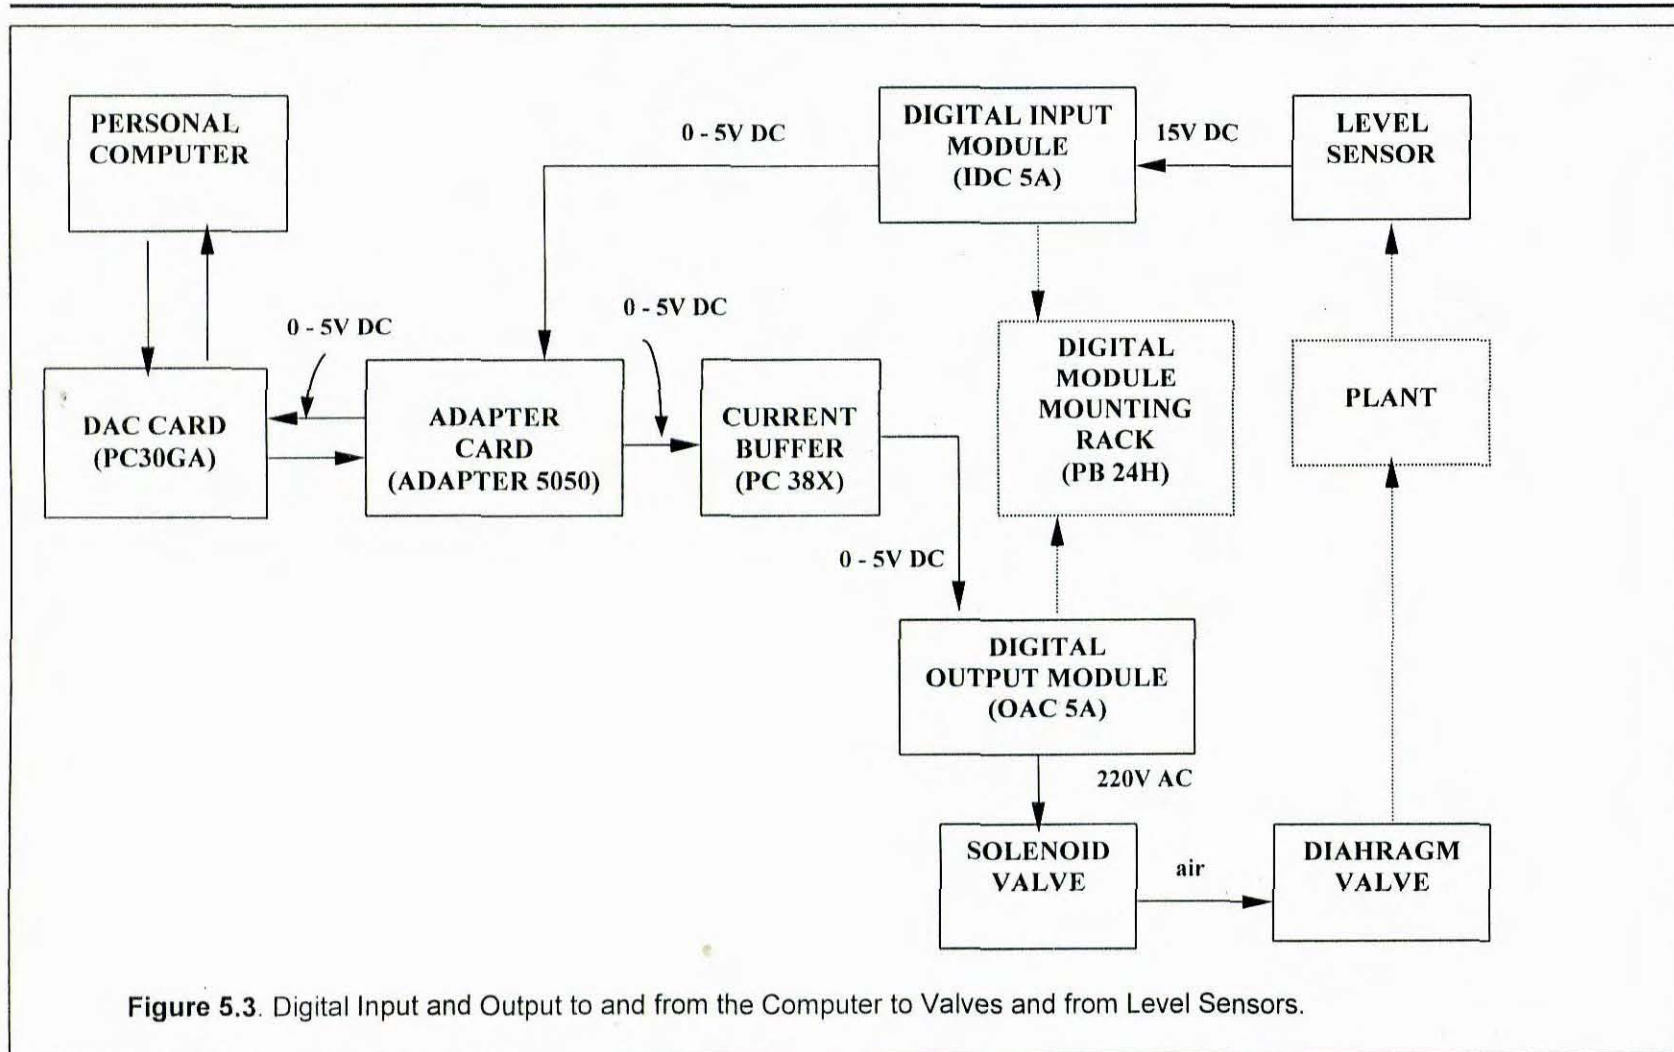 PERSONAL
COMPUTER
0 - 5V DC
DIGITAL INPUT
MODULE
(IDC 5A)
15V DC
LEVEL
SENSOR
0 - 5V DC
0 - 5V DC
DAC CARD
(PC30GA)
ADAPTER
CARD
(ADAPTER 5050)
CURRENT
BUFFER
(PC 38X)
DIGITAL
MODULE
MOUNTING
RACK
(PB 24H)
PLANT
0 - 5V DC
DIGITAL
OUTPUT MODULE
(OAC 5A)
220V AC
SOLENOID
VALVE
air
DIAHRAGM
VALVE
Figure 5.3. Digital Input and Output to and from the Computer to Valves and from Level Sensors.